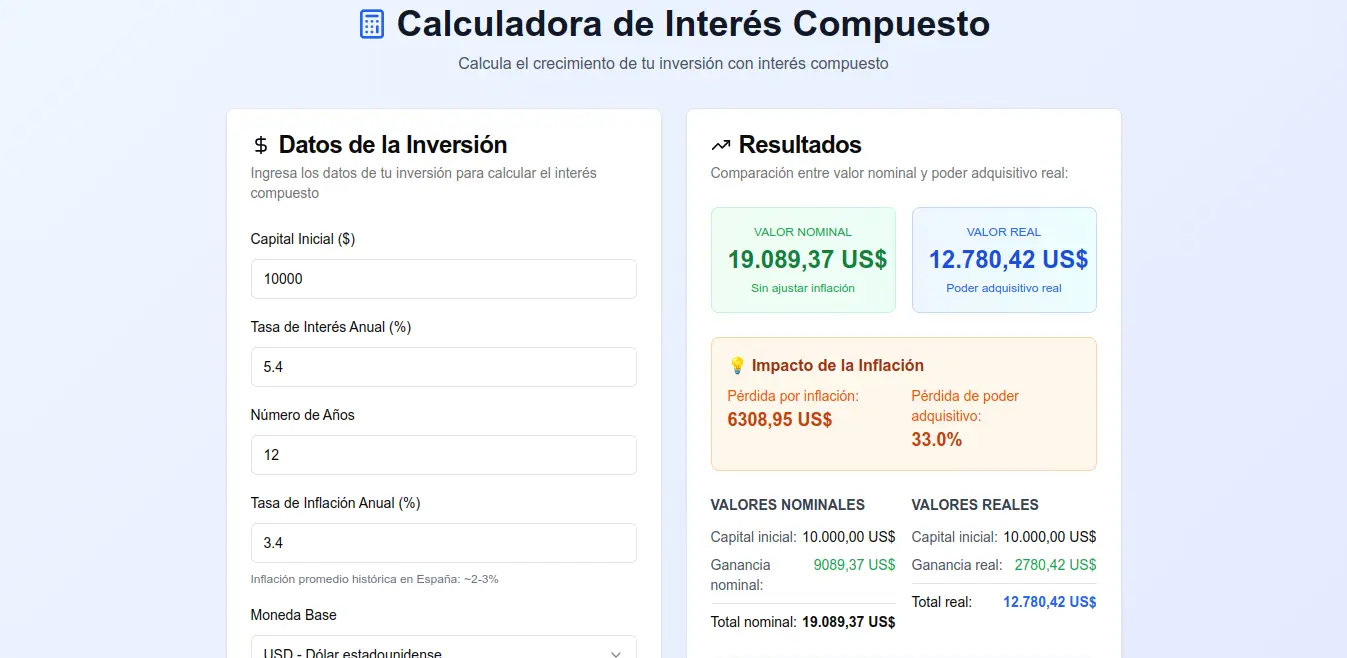 Calculadora de Interés Compuesto
Calcula el crecimiento de tu inversión con interés compuesto
Datos de la Inversión
Ingresa los datos de tu inversión para calcular el interés
compuesto
Capital Inicial ($)
10000
Tasa de Interés Anual (%)
5.4
Número de Años
12
Tasa de Inflación Anual (%)
3.4
Inflación promedio histórica en España: ~2-3%
Moneda Base
USD - Dólar estadounidense
Resultados
Comparación entre valor nominal y poder adquisitivo real:
VALOR NOMINAL
19.089,37 US$
Sin ajustar inflación
VALOR REAL
12.780,42 US$
Poder adquisitivo real
💡 Impacto de la Inflación
Pérdida por inflación:
6308,95 US$
Pérdida de poder
adquisitivo:
33.0%
VALORES NOMINALES
Capital inicial: 10.000,00 US$
Ganancia
nominal:
9089,37 US$
Total nominal: 19.089,37 US$
VALORES REALES
Capital inicial: 10.000,00 US$
Ganancia real: 2780,42 US$
Total real: 12.780,42 US$